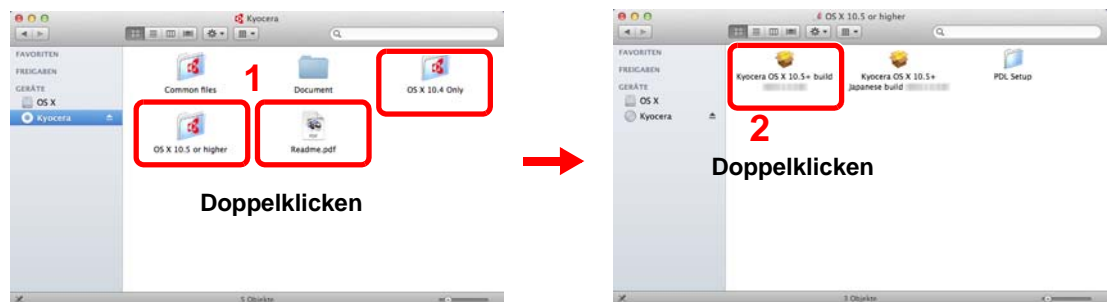 Kyocera
FAVORITEN
FREIGABEN
GERÄTE
OS X
Kyocera
Common files
Document
OS X 10.4 Only
1
OS X 10.5 or higher
Readme.pdf
PDF
Doppelklicken
5 Objekte
OS X 10.5 or higher
FAVORITEN
FREIGABEN
GERÄTE
OS X
Kyocera
Kyocera OS X 10.5+ build
Kyocera OS X 10.5+
Japanese build
PDL Setup
2
Doppelklicken
3 Objekte